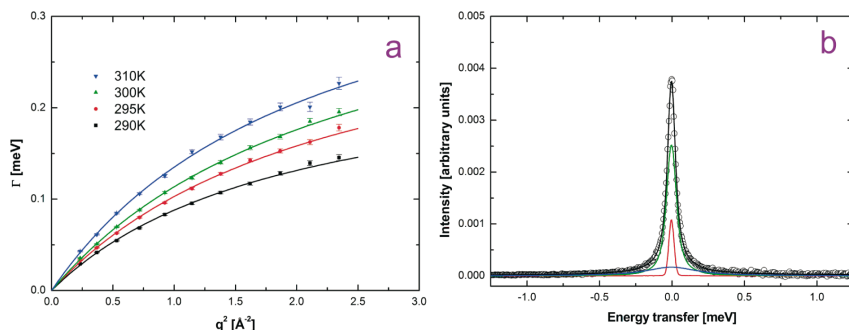 a
0.3
0.2
0.1
0.0
Γ [meV]
310K
300K
295K
290K
0.0 0.5 1.0 1.5 2.0 2.5 3.0
q² [Å⁻²]
b
0.005
0.004
0.003
0.002
0.001
0.000
Intensity [arbitrary units]
-1.0 -0.5 0.0 0.5 1.0
Energy transfer [meV]